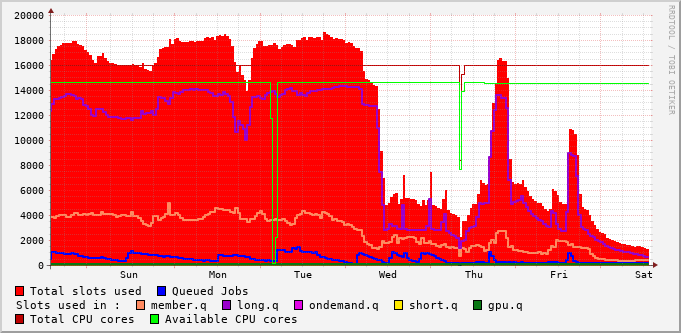 20000
18000
16000
14000
12000
10000
8000
6000
4000
2000
0
Sun Mon Tue Wed Thu Fri Sat
Total slots used Queued Jobs
Slots used in : member.q long.q ondemand.q short.q gpu.q
Total CPU cores Available CPU cores
RRDTOOL / TOBI OETIKER